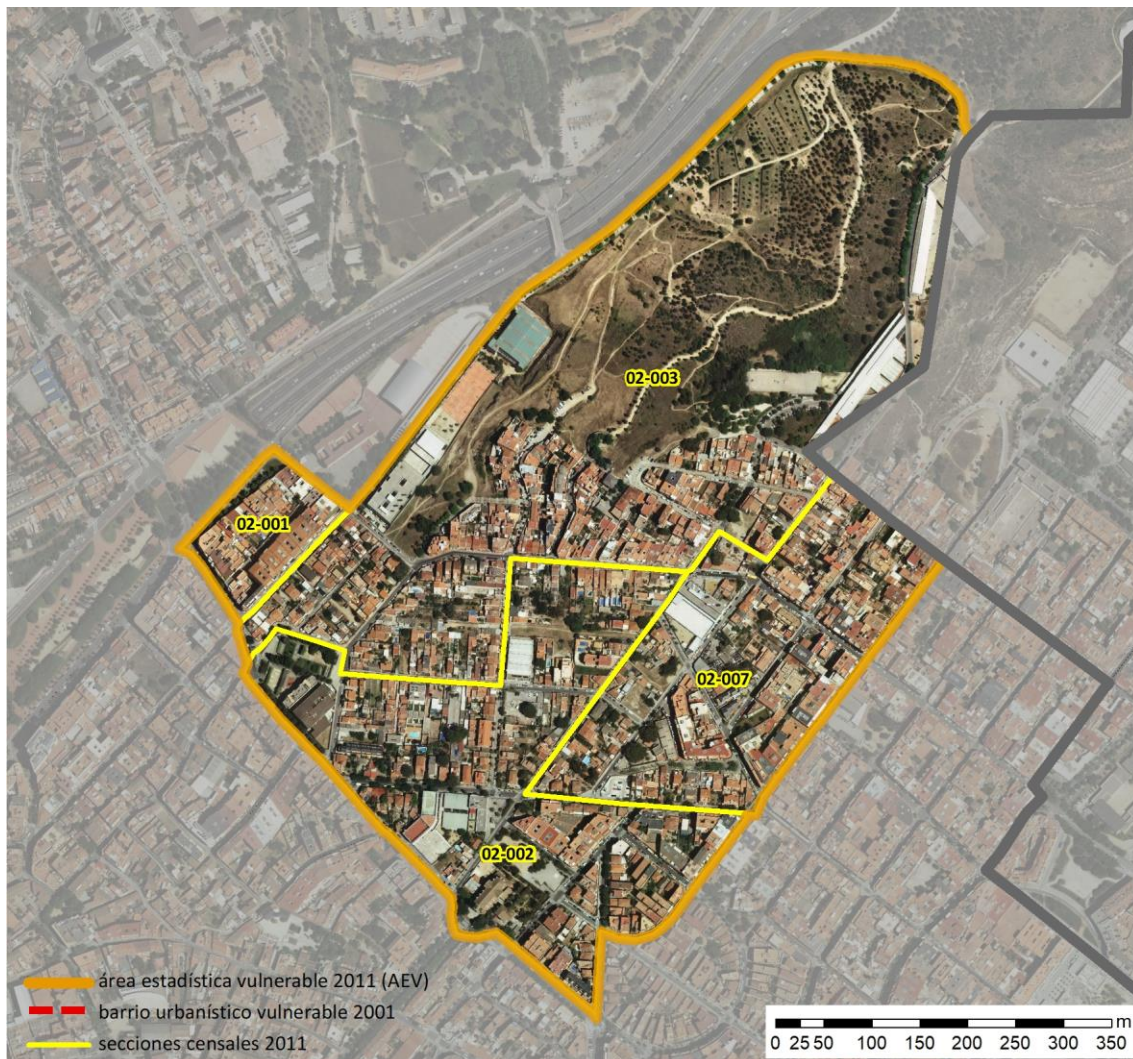 02-003
02-001
02-007
02-002
área estadística vulnerable 2011 (AEV)
barrio urbanístico vulnerable 2001
secciones censales 2011
m
0 25 50 100 150 200 250 300 350